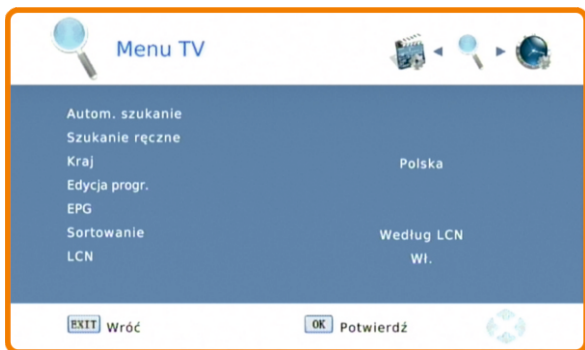 Menu TV
Autom. szukanie
Szukanie ręczne
Kraj Polska
Edycja progr.
EPG
Sortowanie Według LCN
LCN Wł.
EXIT Wróć OK Potwierdź